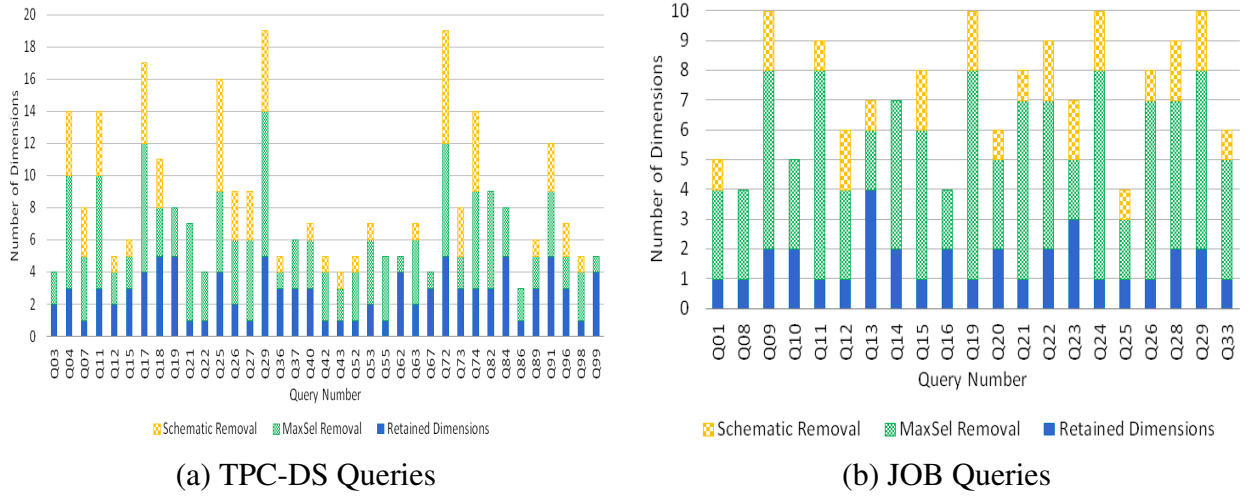 20
18
16
14
12
10
8
6
4
2
0
Number of Dimensions
Q03 Q04 Q07 Q11 Q12 Q15 Q17 Q18 Q19 Q21 Q22 Q25 Q26 Q27 Q29 Q36 Q37 Q40 Q42 Q43 Q52 Q53 Q55 Q62 Q63 Q67 Q72 Q73 Q74 Q82 Q84 Q86 Q89 Q91 Q96 Q98 Q99
Query Number
Schematic Removal MaxSel Removal Retained Dimensions
(a) TPC-DS Queries
10
9
8
7
6
5
4
3
2
1
0
Number of Dimensions
Q01 Q08 Q09 Q10 Q11 Q12 Q13 Q14 Q15 Q16 Q19 Q20 Q21 Q22 Q23 Q24 Q25 Q26 Q28 Q29 Q33
Query Number
Schematic Removal MaxSel Removal Retained Dimensions
(b) JOB Queries